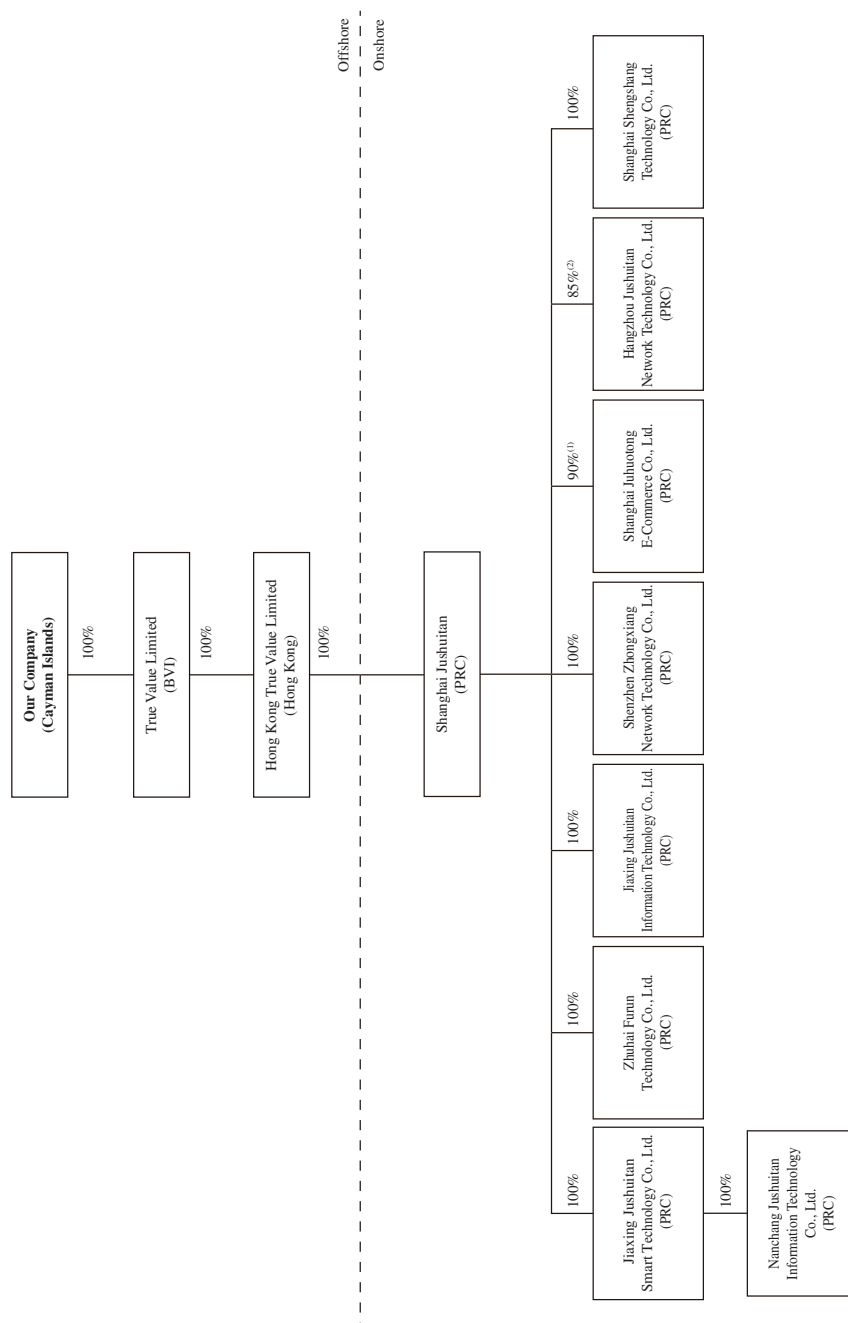 Our Company
(Cayman Islands)
100%
True Value Limited
(BVI)
100%
Hong Kong True Value Limited
(Hong Kong)
100%
Offshore
Onshore
Shanghai Jushuitan
(PRC)
100%
100%
100%
100%
90%(1)
85%(2)
100%
Jiaxing Jushuitan
Smart Technology Co., Ltd.
(PRC)
Zhuhai Furun
Technology Co., Ltd.
(PRC)
Jiaxing Jushuitan
Information Technology Co., Ltd.
(PRC)
Shenzhen Zhongxiang
Network Technology Co., Ltd.
(PRC)
Shanghai Juhuotong
E-Commerce Co., Ltd.
(PRC)
Hangzhou Jushuitan
Network Technology Co., Ltd.
(PRC)
Shanghai Shengshang
Technology Co., Ltd.
(PRC)
100%
Nanchang Jushuitan
Information Technology
Co., Ltd.
(PRC)